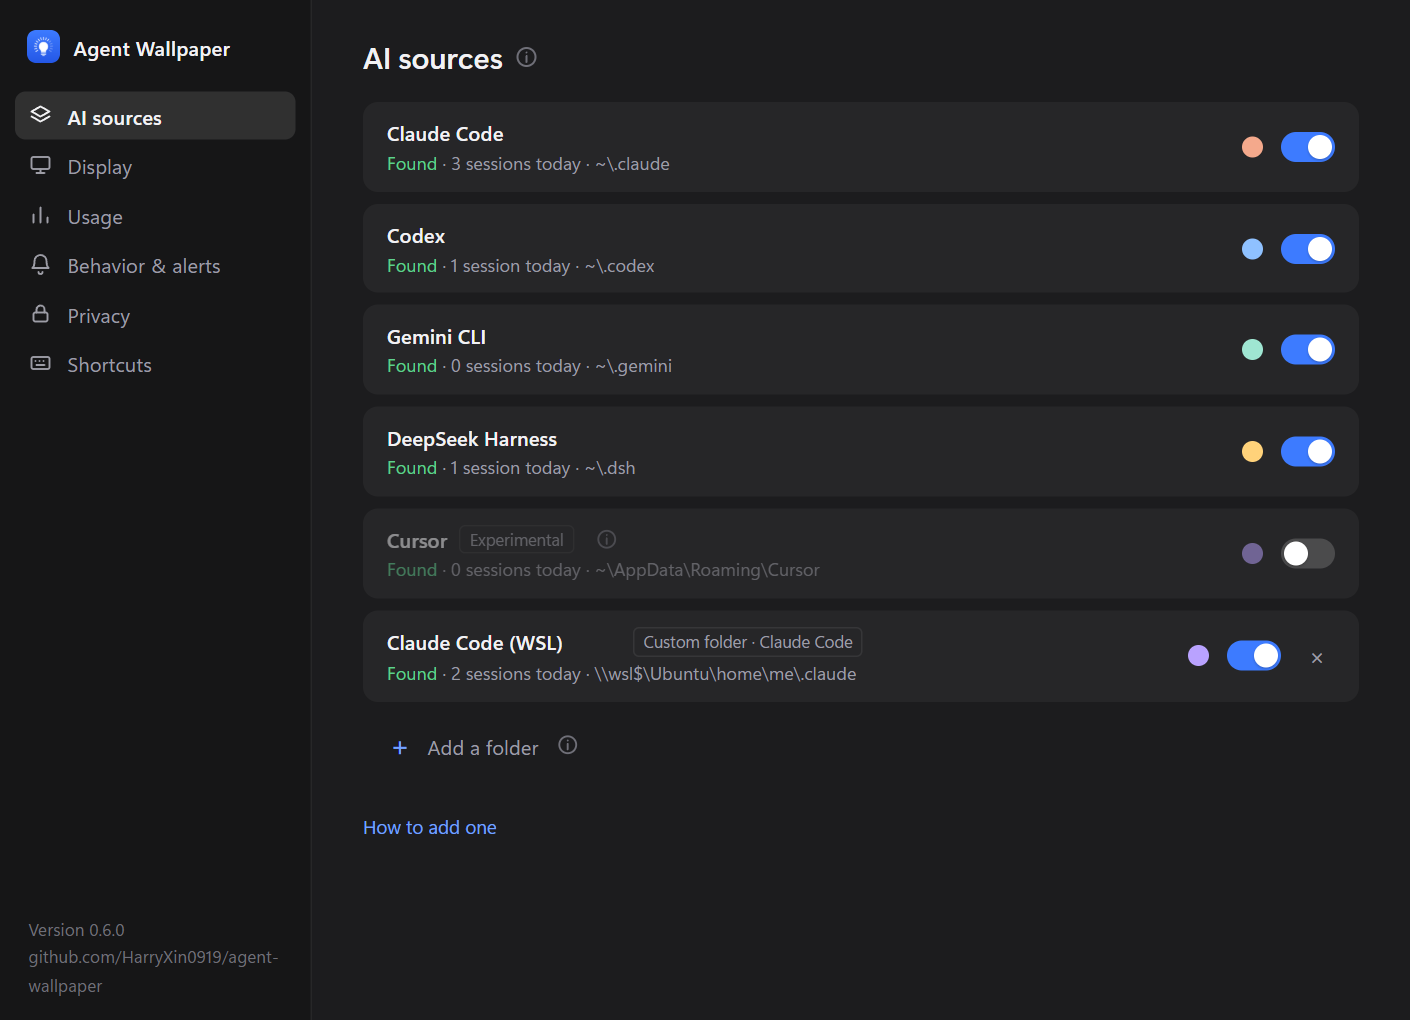 Agent Wallpaper
AI sources
Display
Usage
Behavior & alerts
Privacy
Shortcuts
Version 0.6.0
github.com/HarryXin0919/agent-
wallpaper
AI sources
Claude Code
Found · 3 sessions today · ~\.claude
Codex
Found · 1 session today · ~\.codex
Gemini CLI
Found · 0 sessions today · ~\.gemini
DeepSeek Harness
Found · 1 session today · ~\.dsh
Cursor Experimental
Found · 0 sessions today · ~\AppData\Roaming\Cursor
Claude Code (WSL) Custom folder · Claude Code
Found · 2 sessions today · \\wsl$\Ubuntu\home\me\.claude
+ Add a folder
How to add one